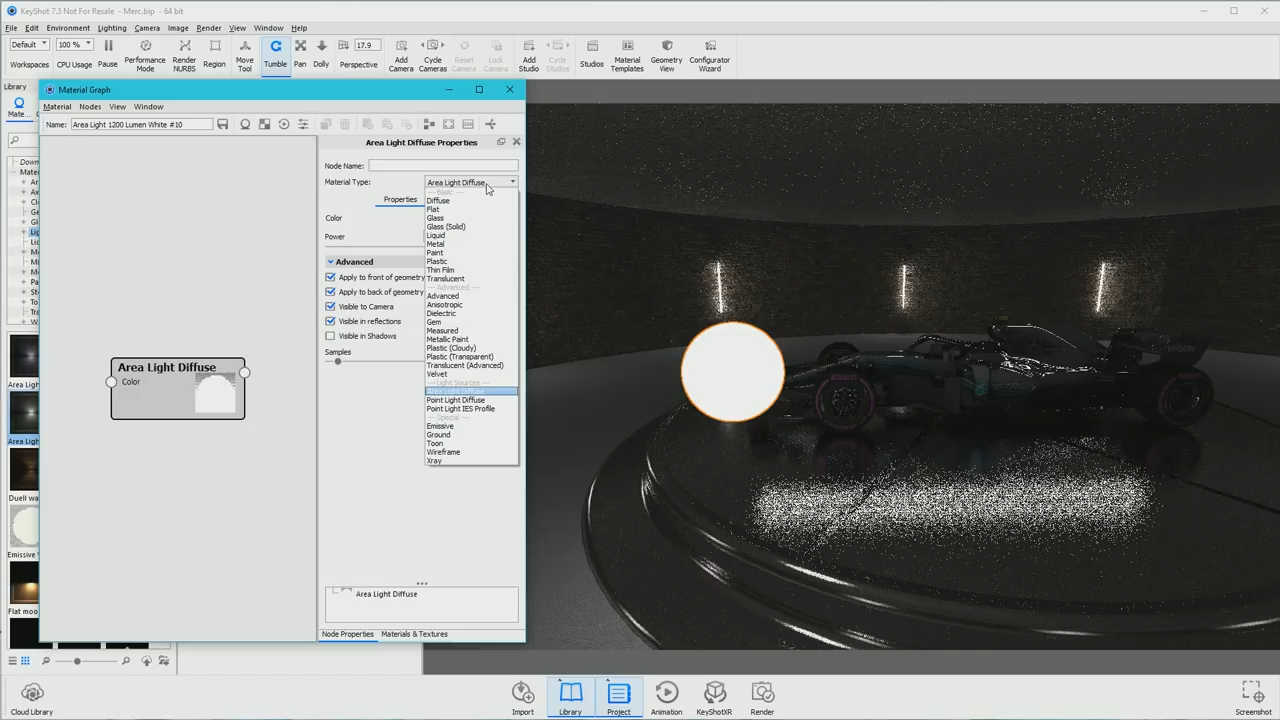 KeyShot 7.3 Not For Resale - Merc.bip - 64 bit
File Edit Environment Lighting Camera Image Render View Window Help
Default 100 % 17.9
Workspaces CPU Usage Pause Performance Mode Render NURBS Region Move Tool Tumble Pan Dolly Perspective Add Camera Cycle Cameras Reset Camera Lock Camera Add Studio Cycle Studios Studios Material Templates Geometry View Configurator Wizard
Library
Material Graph
Mate...
Material Nodes View Window
Name: Area Light 1200 Lumen White #10
Area Light Diffuse Properties
Node Name:
Material Type: Area Light Diffuse
Basic
Properties
Diffuse
Flat
Color
Glass
Glass (Solid)
Power
Liquid
Metal
Paint
Advanced
Plastic
Thin Film
Apply to front of geometry
Translucent
Advanced
Apply to back of geometry
Advanced
Visible to Camera
Anisotropic
Dielectric
Visible in reflections
Gem
Measured
Visible in Shadows
Metallic Paint
Plastic (Cloudy)
Samples
Plastic (Transparent)
Translucent (Advanced)
Velvet
Light Sources
Area Light Diffuse
Point Light Diffuse
Point Light IES Profile
Special
Emissive
Ground
Toon
Wireframe
Xray
Area Light Diffuse
Color
Area Ligh
Area Ligh
Duell wa
Emissive
Flat moo
Area Light Diffuse
Node Properties Materials & Textures
Cloud Library Import Library Project Animation KeyShotXR Render Screenshot